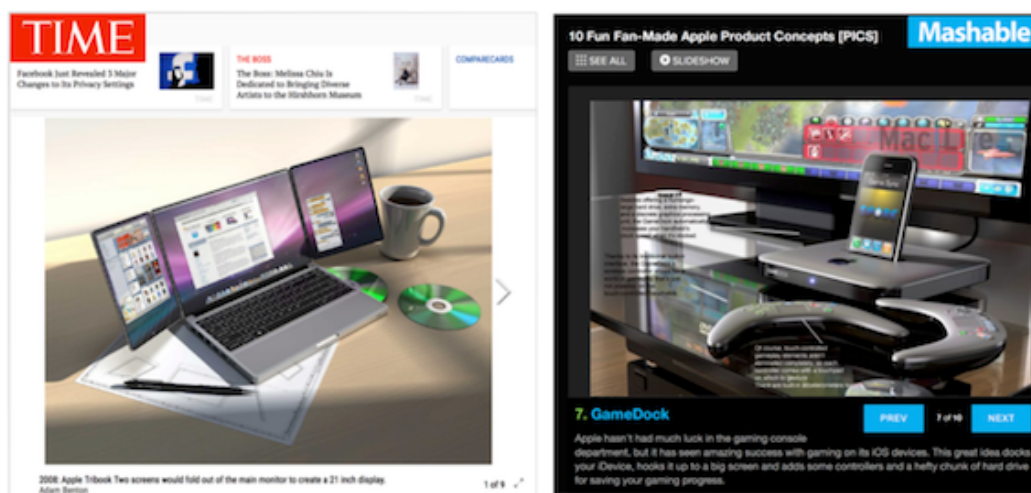 TIME
Facebook Just Revealed 3 Major
Changes to Its Privacy Settings
TIME
THE BOSS
The Boss: Melissa Chiu Is
Dedicated to Bringing Diverse
Artists to the Hirshhorn Museum
TIME
COMPARECARDS
2008: Apple Tribook Two screens would fold out of the main monitor to create a 21 inch display.
Adam Benton
1 of 9
10 Fun Fan-Made Apple Product Concepts [PICS]
Mashable
SEE ALL
SLIDESHOW
Mac Li e
7. GameDock
PREV
7 of 10
NEXT
Apple hasn't had much luck in the gaming console
department, but it has seen amazing success with gaming on its iOS devices. This great idea docks
your iDevice, hooks it up to a big screen and adds some controllers and a hefty chunk of hard drive
for saving your gaming progress.